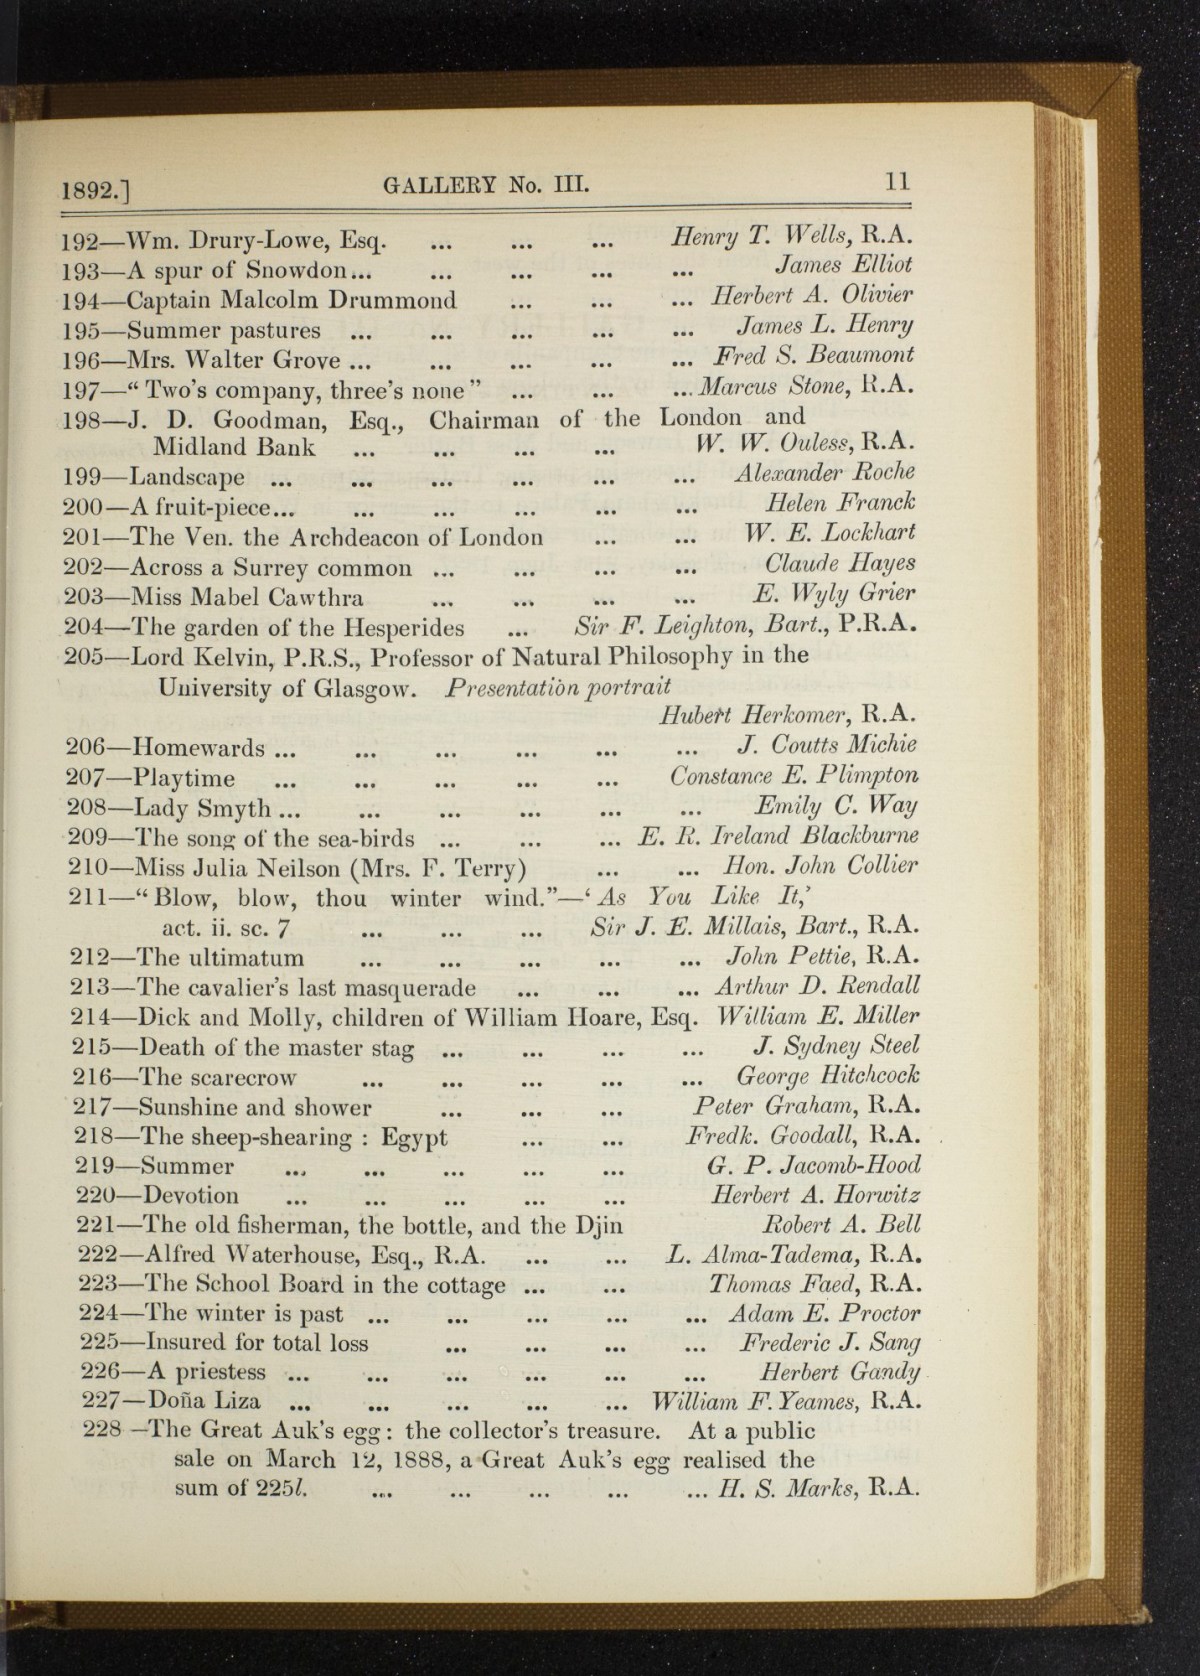 1892.] GALLERY No. III. 11
192—Wm. Drury-Lowe, Esq. ... ... ... Henry T. Wells, R.A.
193—A spur of Snowdon... ... ... ... ... James Elliot
194—Captain Malcolm Drummond ... ... ... Herbert A. Olivier
195—Summer pastures ... ... ... ... ... James L. Henry
196—Mrs. Walter Grove ... ... ... ... ... Fred S. Beaumont
197—“Two’s company, three’s none” ... ... ... Marcus Stone, R.A.
198—J. D. Goodman, Esq., Chairman of the London and
Midland Bank ... ... ... ... W. W. Ouless, R.A.
199—Landscape ... ... ... ... ... ... Alexander Roche
200—A fruit-piece... ... ... ... ... ... Helen Franck
201—The Ven. the Archdeacon of London ... ... W. E. Lockhart
202—Across a Surrey common ... ... ... ... Claude Hayes
203—Miss Mabel Cawthra ... ... ... ... E. Wyly Grier
204—The garden of the Hesperides ... Sir F. Leighton, Bart., P.R.A.
205—Lord Kelvin, P.R.S., Professor of Natural Philosophy in the
University of Glasgow. Presentation portrait
Hubert Herkomer, R.A.
206—Homewards ... ... ... ... ... ... J. Coutts Michie
207—Playtime ... ... ... ... ... Constance E. Plimpton
208—Lady Smyth ... ... ... ... ... ... Emily C. Way
209—The song of the sea-birds ... ... ... E. R. Ireland Blackburne
210—Miss Julia Neilson (Mrs. F. Terry) ... ... Hon. John Collier
211—“Blow, blow, thou winter wind.”—‘As You Like It,’
act. ii. sc. 7 ... ... ... Sir J. E. Millais, Bart., R.A.
212—The ultimatum ... ... ... ... ... John Pettie, R.A.
213—The cavalier’s last masquerade ... ... ... Arthur D. Rendall
214—Dick and Molly, children of William Hoare, Esq. William E. Miller
215—Death of the master stag ... ... ... ... J. Sydney Steel
216—The scarecrow ... ... ... ... ... George Hitchcock
217—Sunshine and shower ... ... ... Peter Graham, R.A.
218—The sheep-shearing : Egypt ... ... Fredk. Goodall, R.A.
219—Summer ... ... ... ... ... G. P. Jacomb-Hood
220—Devotion ... ... ... ... ... Herbert A. Horwitz
221—The old fisherman, the bottle, and the Djin Robert A. Bell
222—Alfred Waterhouse, Esq., R.A. ... ... L. Alma-Tadema, R.A.
223—The School Board in the cottage ... ... Thomas Faed, R.A.
224—The winter is past ... ... ... ... ... Adam E. Proctor
225—Insured for total loss ... ... ... ... Frederic J. Sang
226—A priestess ... ... ... ... ... ... Herbert Gandy
227—Doña Liza ... ... ... ... ... William F. Yeames, R.A.
228—The Great Auk’s egg : the collector’s treasure. At a public
sale on March 12, 1888, a Great Auk’s egg realised the
sum of 225l. ... ... ... ... ... H. S. Marks, R.A.